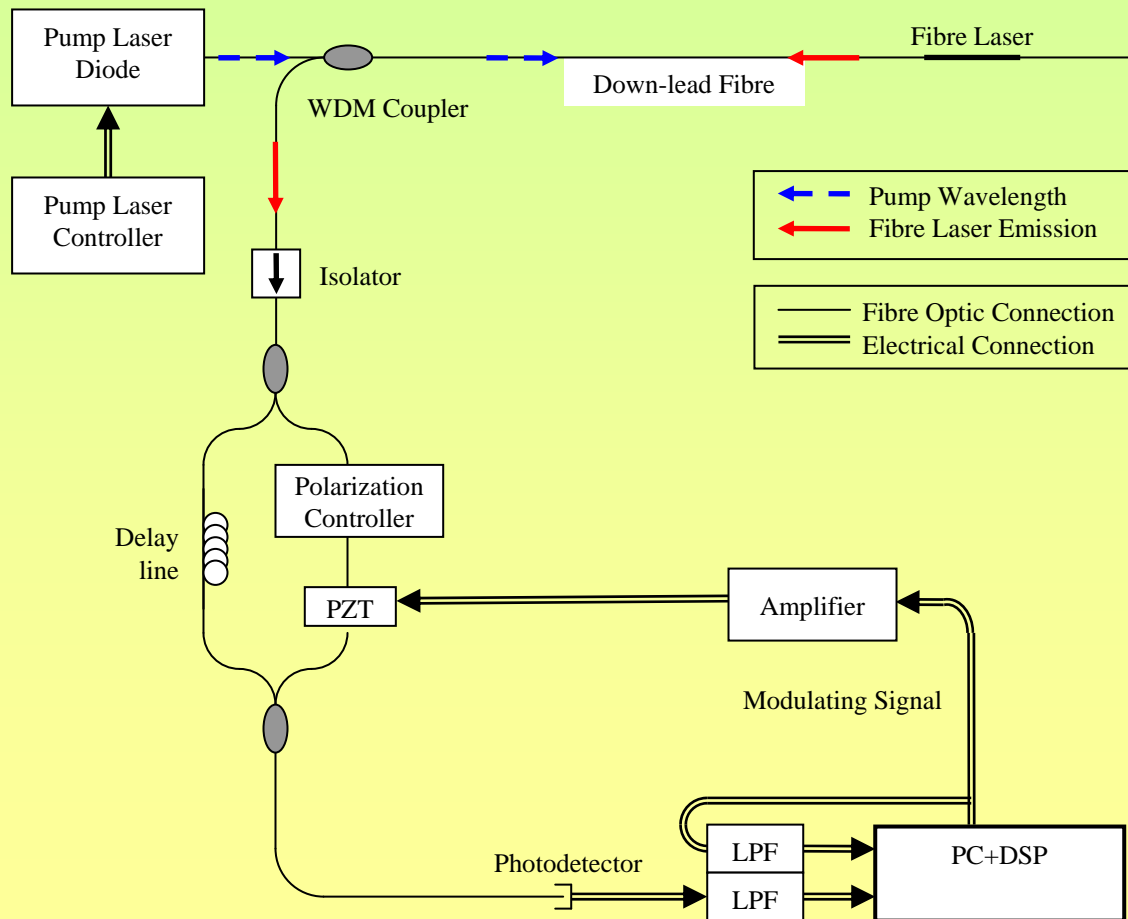 Pump Laser
Diode
Fibre Laser
Down-lead Fibre
WDM Coupler
Pump Laser
Controller
Pump Wavelength
Fibre Laser Emission
Isolator
Fibre Optic Connection
Electrical Connection
Polarization
Controller
Delay
line
PZT
Amplifier
Modulating Signal
LPF
PC+DSP
Photodetector
LPF